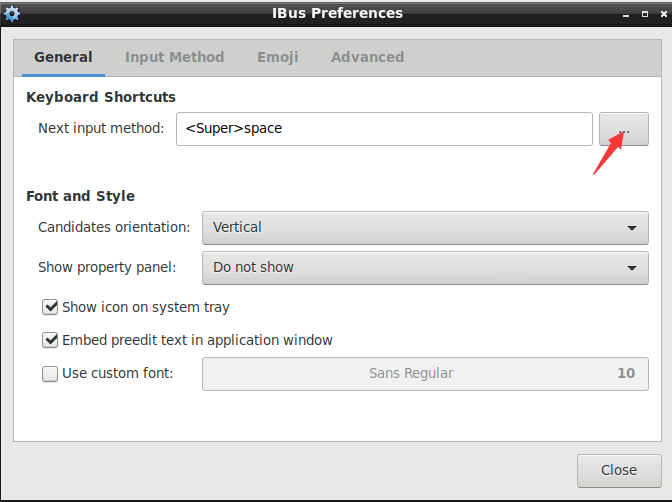 IBus Preferences
General Input Method Emoji Advanced
Keyboard Shortcuts
Next input method: <Super>space ...
Font and Style
Candidates orientation: Vertical
Show property panel: Do not show
Show icon on system tray
Embed preedit text in application window
Use custom font: Sans Regular 10
Close